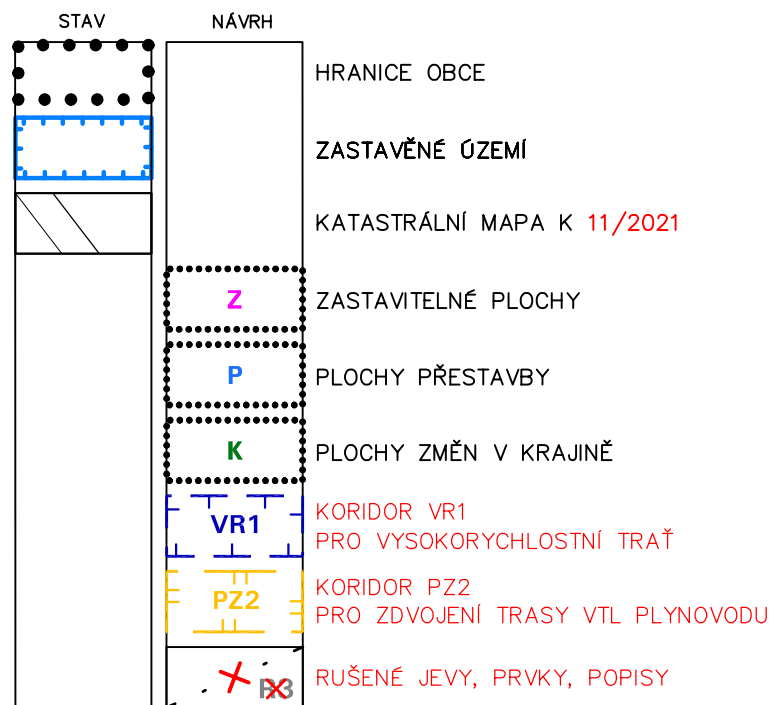 STAV NÁVRH
HRANICE OBCE
ZASTAVĚNÉ ÚZEMÍ
KATASTRÁLNÍ MAPA K 11/2021
Z ZASTAVITELNÉ PLOCHY
P PLOCHY PŘESTAVBY
K PLOCHY ZMĚN V KRAJINĚ
VR1 KORIDOR VR1
PRO VYSOKORYCHLOSTNÍ TRAŤ
PZ2 KORIDOR PZ2
PRO ZDVOJENÍ TRASY VTL PLYNOVODU
RUŠENÉ JEVY, PRVKY, POPISY